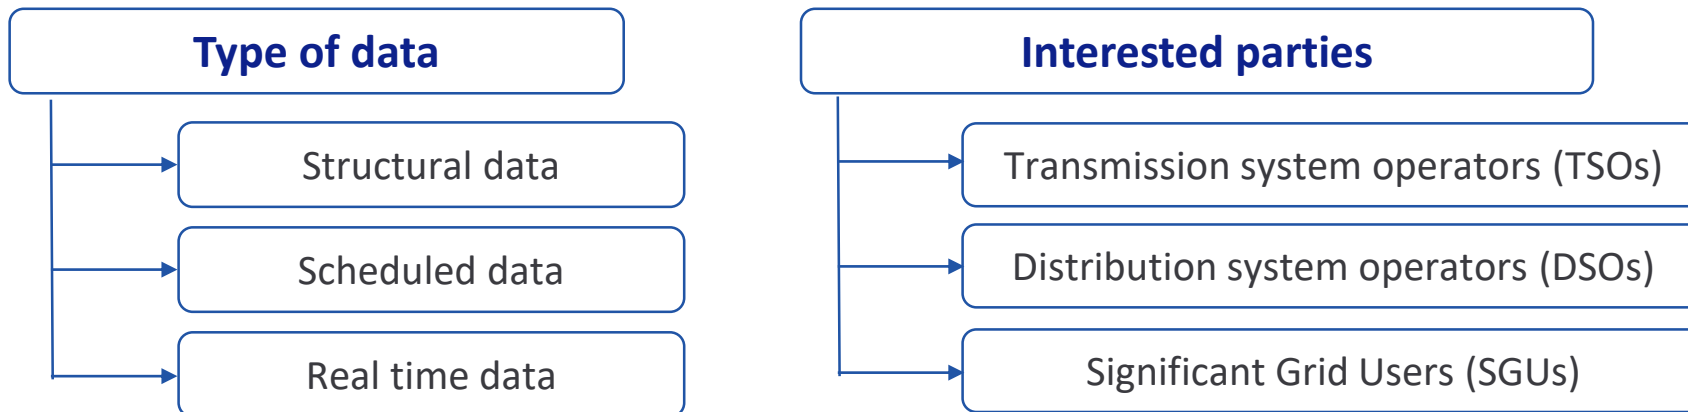 Type of data
Structural data
Scheduled data
Real time data
Interested parties
Transmission system operators (TSOs)
Distribution system operators (DSOs)
Significant Grid Users (SGUs)